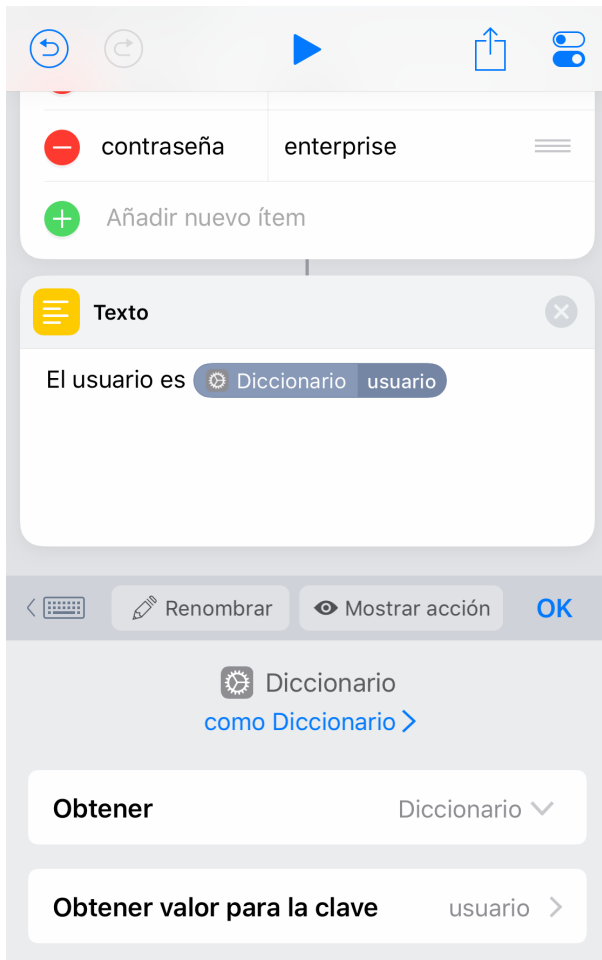 contraseña enterprise
Añadir nuevo ítem
Texto
El usuario es Diccionario usuario
Renombrar Mostrar acción OK
Diccionario
como Diccionario
Obtener Diccionario
Obtener valor para la clave usuario